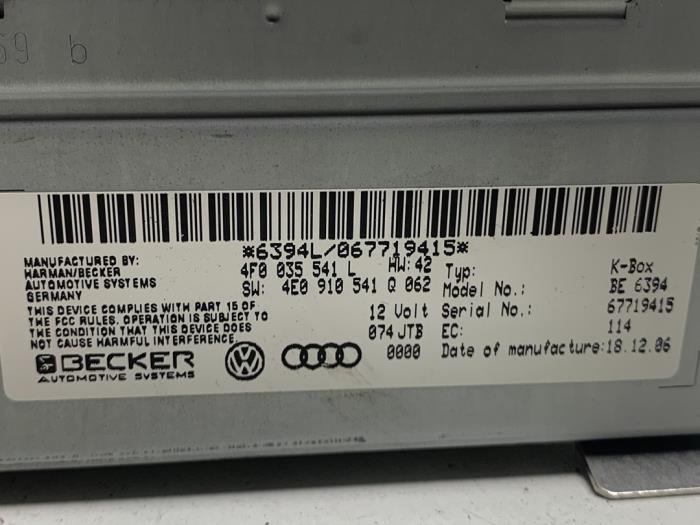 69 b
*6394L/067719415*
MANUFACTURED BY:
HARMAN/BECKER
AUTOMOTIVE SYSTEMS
GERMANY
THIS DEVICE COMPLIES WITH PART 15 OF
THE FCC RULES. OPERATION IS SUBJECT TO
THE CONDITION THAT THIS DEVICE DOES
NOT CAUSE HARMFUL INTERFERENCE.
BECKER
AUTOMOTIVE SYSTEMS
4F0 035 541 L HW: 42
SW: 4E0 910 541 Q 062
12 Volt
074JTB
0000
Typ: K-Box
Model No.: BE 6394
Serial No.: 67719415
EC: 114
Date of manufacture: 18.12.06